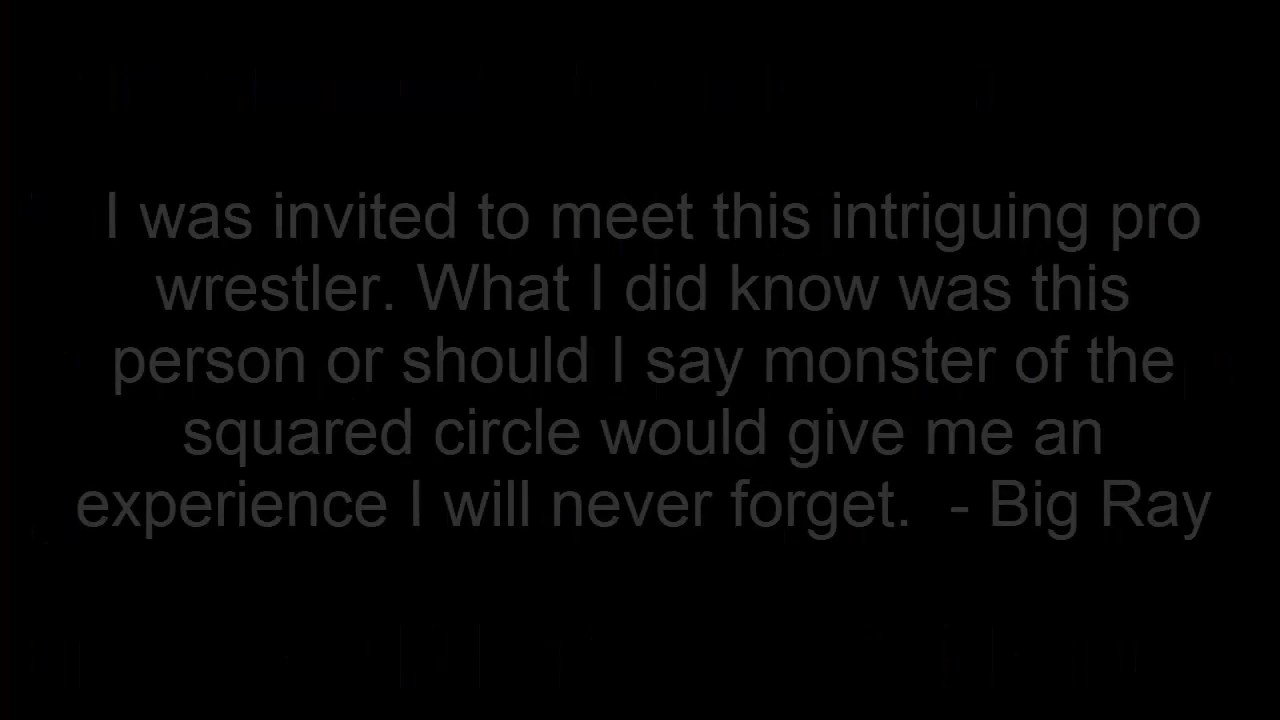 I was invited to meet this intriguing pro
wrestler. What I did know was this
person or should I say monster of the
squared circle would give me an
experience I will never forget.  - Big Ray